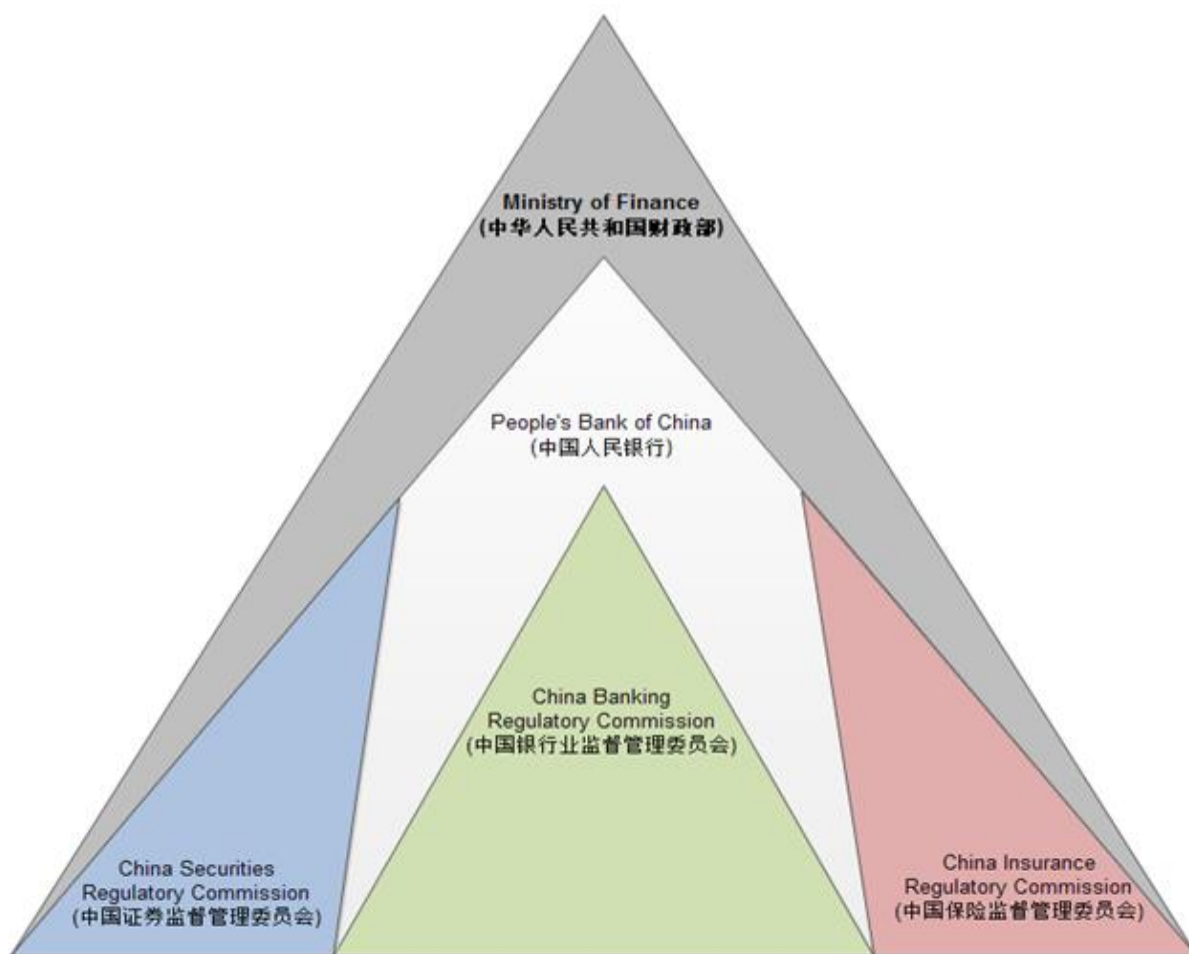 Ministry of Finance
(中华人民共和国财政部)
People's Bank of China
(中国人民银行)
China Banking
Regulatory Commission
(中国银行业监督管理委员会)
China Securities
Regulatory Commission
(中国证券监督管理委员会)
China Insurance
Regulatory Commission
(中国保险监督管理委员会)